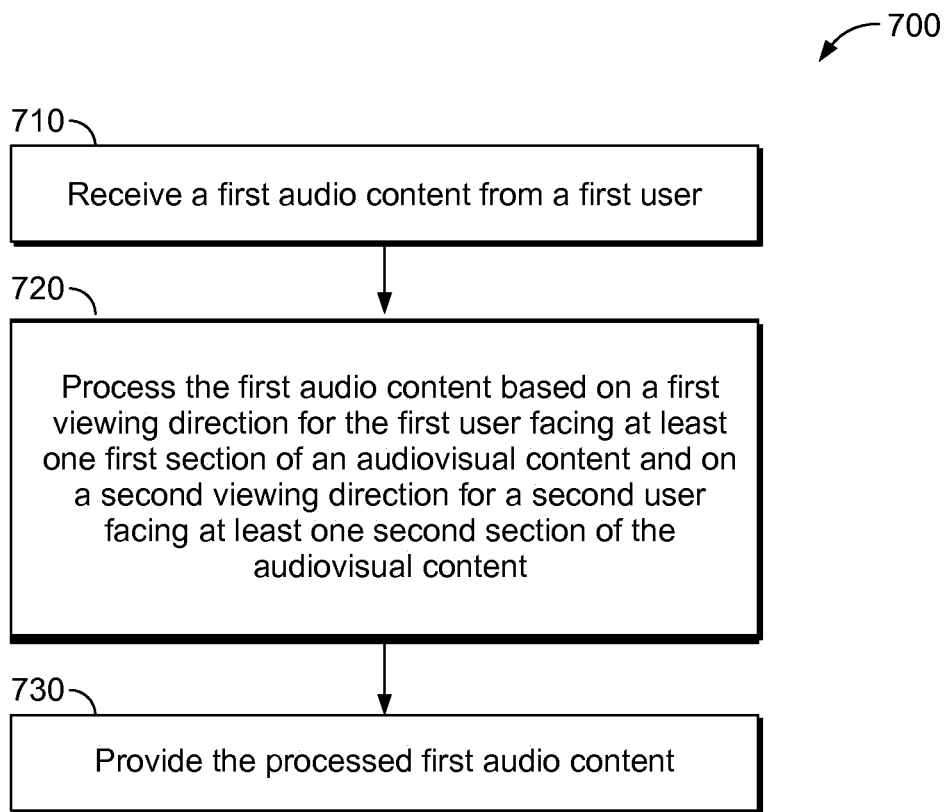 700
710
Receive a first audio content from a first user
720
Process the first audio content based on a first
viewing direction for the first user facing at least
one first section of an audiovisual content and on
a second viewing direction for a second user
facing at least one second section of the
audiovisual content
730
Provide the processed first audio content